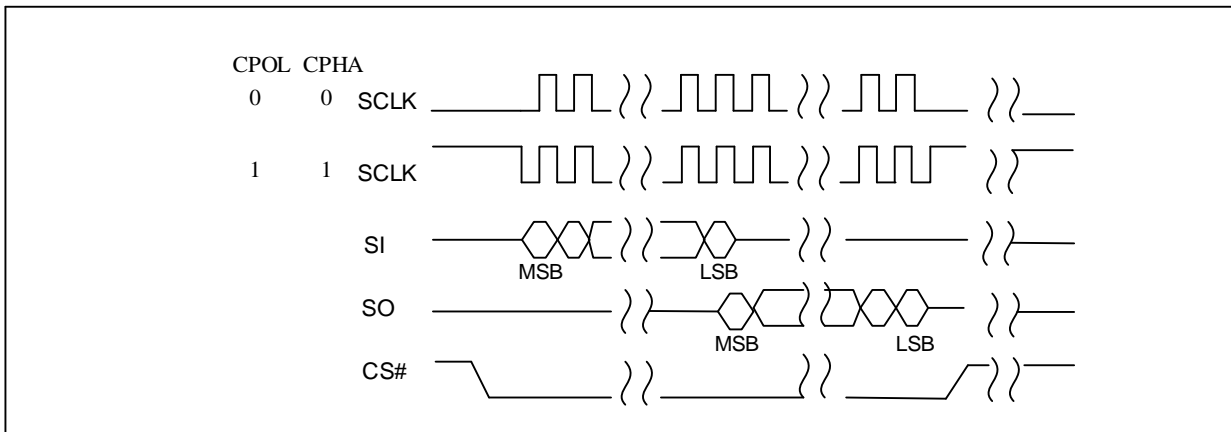 CPOL CPHA
0 0 SCLK
1 1 SCLK
SI
MSB LSB
SO
MSB LSB
CS#